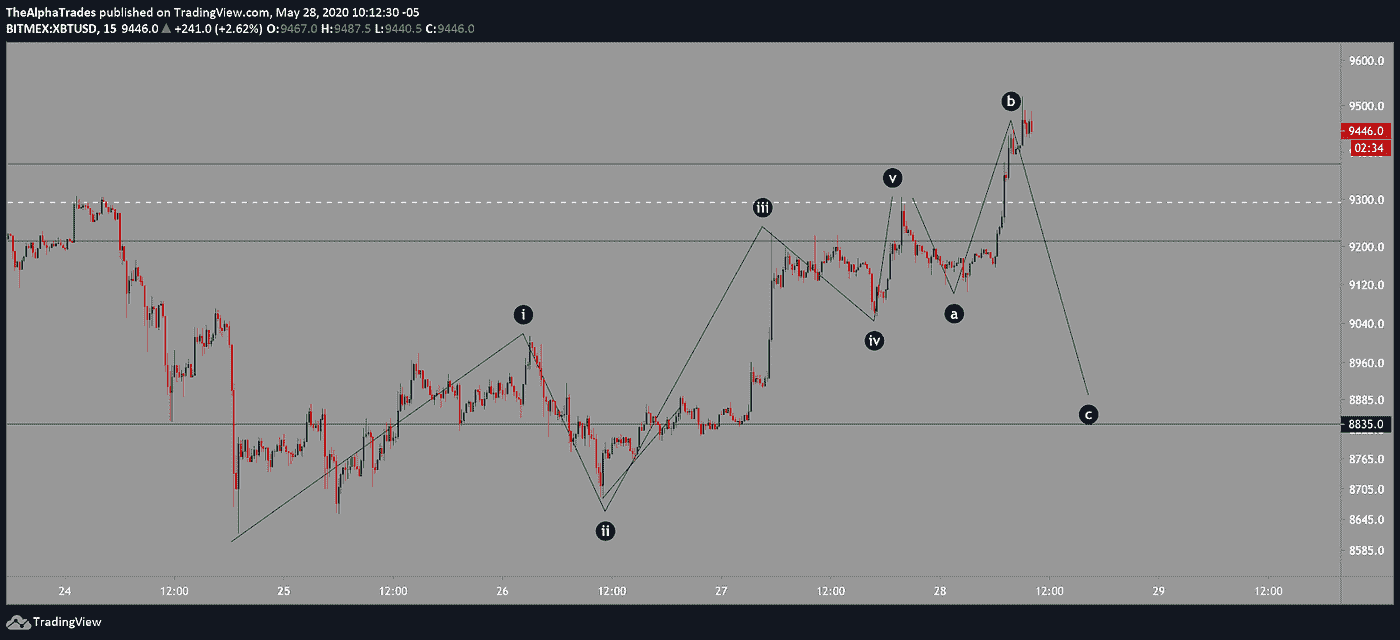 TheAlphaTrades published on TradingView.com, May 28, 2020 10:12:30 -05
BITMEX:XBTUSD, 15 9446.0 ▲ +241.0 (+2.62%) O:9467.0 H:9487.5 L:9440.5 C:9446.0
9600.0
b
9500.0
9446.0
02:34
v
9300.0
iii
9200.0
9120.0
i
a
9040.0
iv
8960.0
8885.0
c
8835.0
8765.0
8705.0
8645.0
ii
8585.0
24 12:00 25 12:00 26 12:00 27 12:00 28 12:00 29 12:00
TradingView